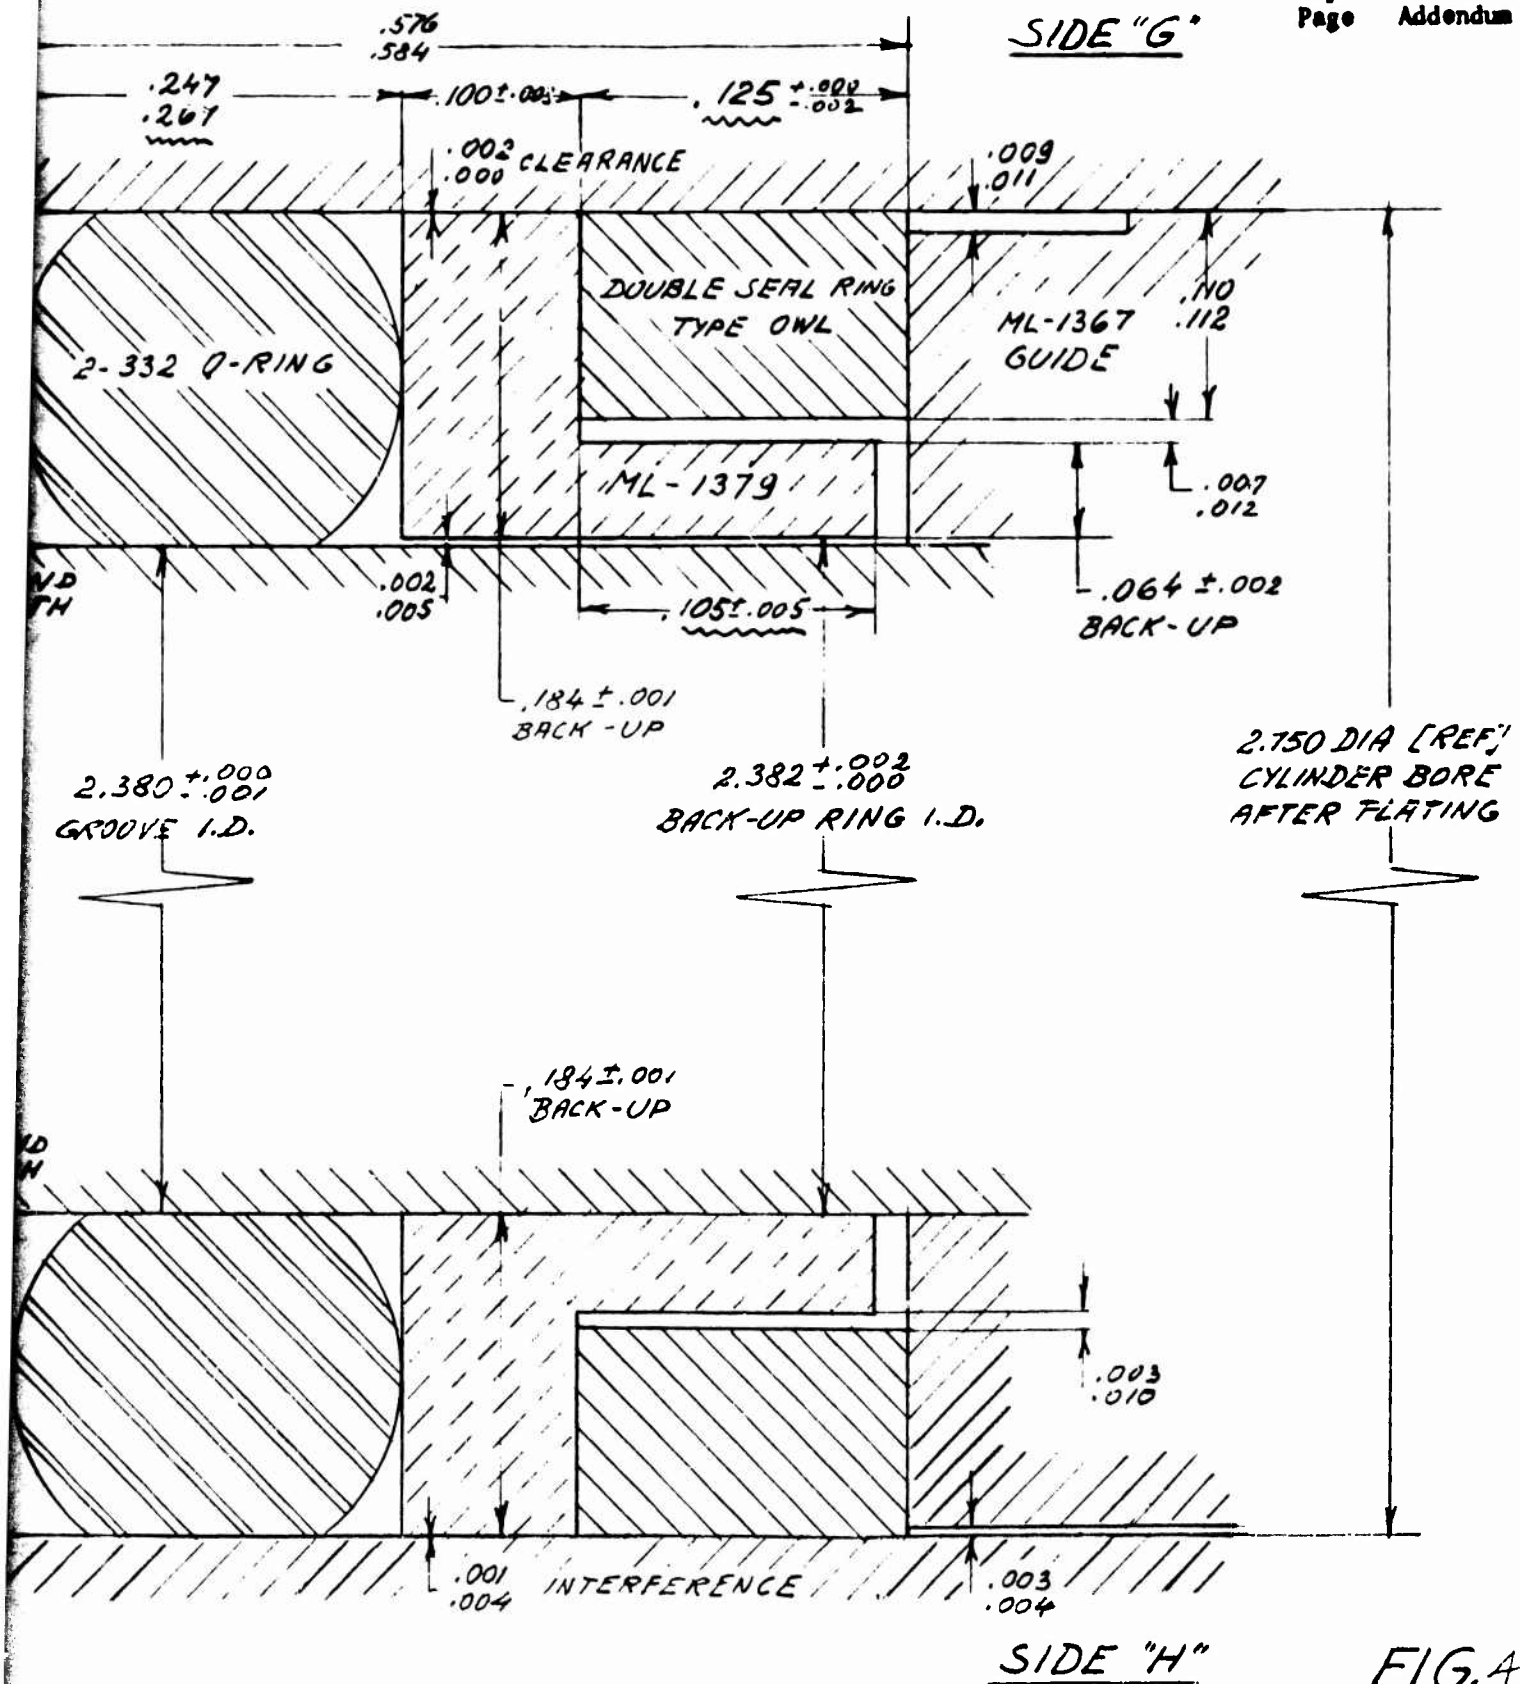 Page Addendum
SIDE "G"
.576
.584
.247
.267
.100±.005
.125 +.000
-.002
.002 CLEARANCE
.000
.009
.011
DOUBLE SEAL RING
TYPE OWL
2-332 O-RING
ML-1367
GUIDE
.110
.112
ML-1379
.007
.012
ND
TH
.002
.005
.105±.005
.064 ±.002
BACK-UP
.184 ±.001
BACK-UP
2.380 +.000
-.001
GROOVE I.D.
2.382 +.002
-.000
BACK-UP RING I.D.
2.750 DIA [REF]
CYLINDER BORE
AFTER PLATING
.184±.001
BACK-UP
.003
.010
.001 INTERFERENCE
.004
.003
.004
SIDE "H"
FIG.4